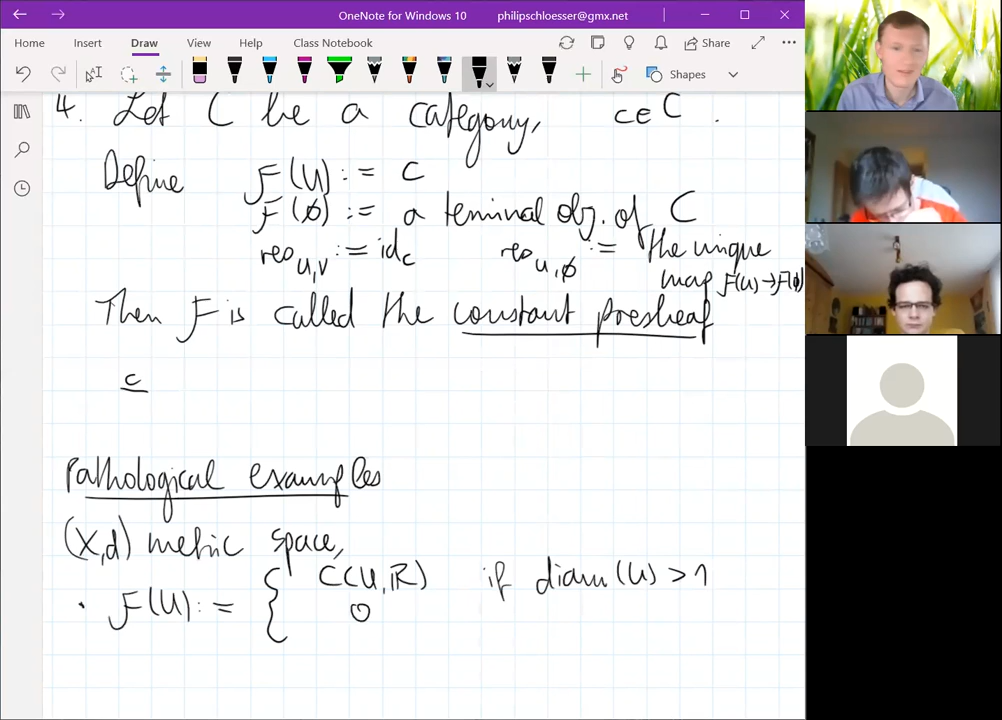 OneNote for Windows 10 philipschloesser@gmx.net
Home Insert Draw View Help Class Notebook Share
Shapes
4. Let C be a category, c ∈ C .
Define F(U) := c
F(∅) := a teminal obj. of C
res_{U,V} := id_c res_{U,∅} := the unique
map F(U) → F(∅)
Then F is called the constant presheaf
c
Pathological examples
(X,d) metric space,
· F(U) := { C(U,ℝ) if diam(U) > 1
0